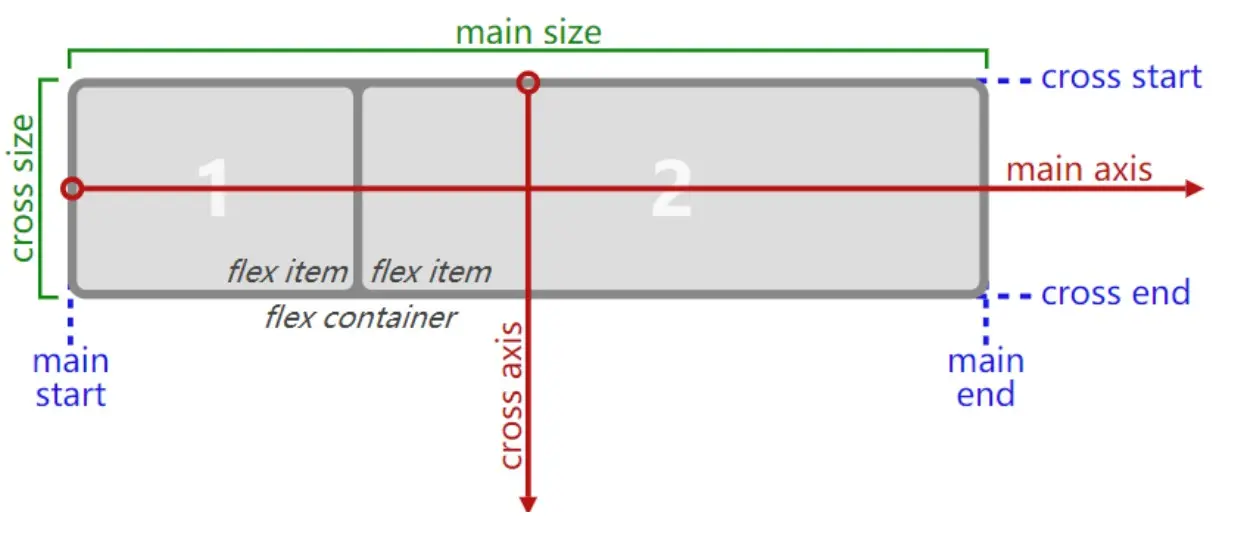 main size
cross start
cross size
1
2
main axis
flex item
flex item
flex container
cross end
cross axis
main
start
main
end